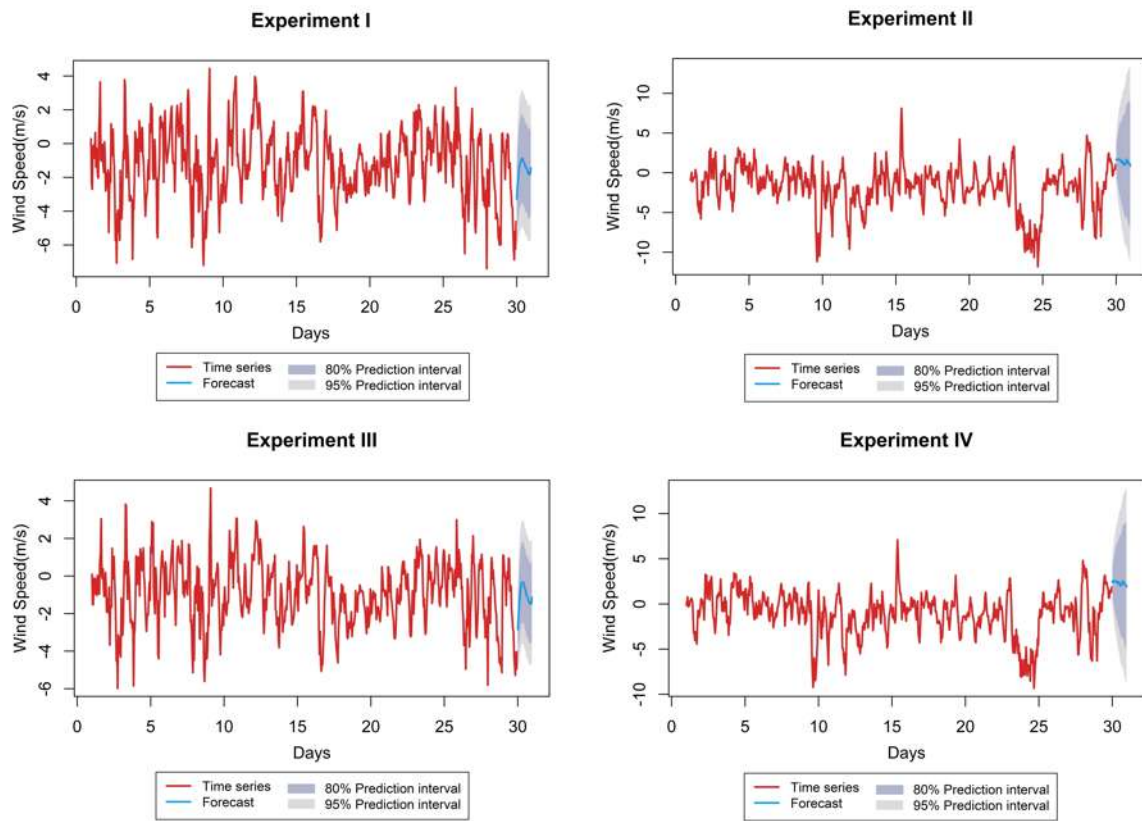 Experiment I
Wind Speed(m/s)
4
2
0
-2
-4
-6
0 5 10 15 20 25 30
Days
Time series 80% Prediction interval
Forecast 95% Prediction interval
Experiment II
Wind Speed(m/s)
10
5
0
-5
-10
0 5 10 15 20 25 30
Days
Time series 80% Prediction interval
Forecast 95% Prediction interval
Experiment III
Wind Speed(m/s)
4
2
0
-2
-4
-6
0 5 10 15 20 25 30
Days
Time series 80% Prediction interval
Forecast 95% Prediction interval
Experiment IV
Wind Speed(m/s)
10
5
0
-5
-10
0 5 10 15 20 25 30
Days
Time series 80% Prediction interval
Forecast 95% Prediction interval